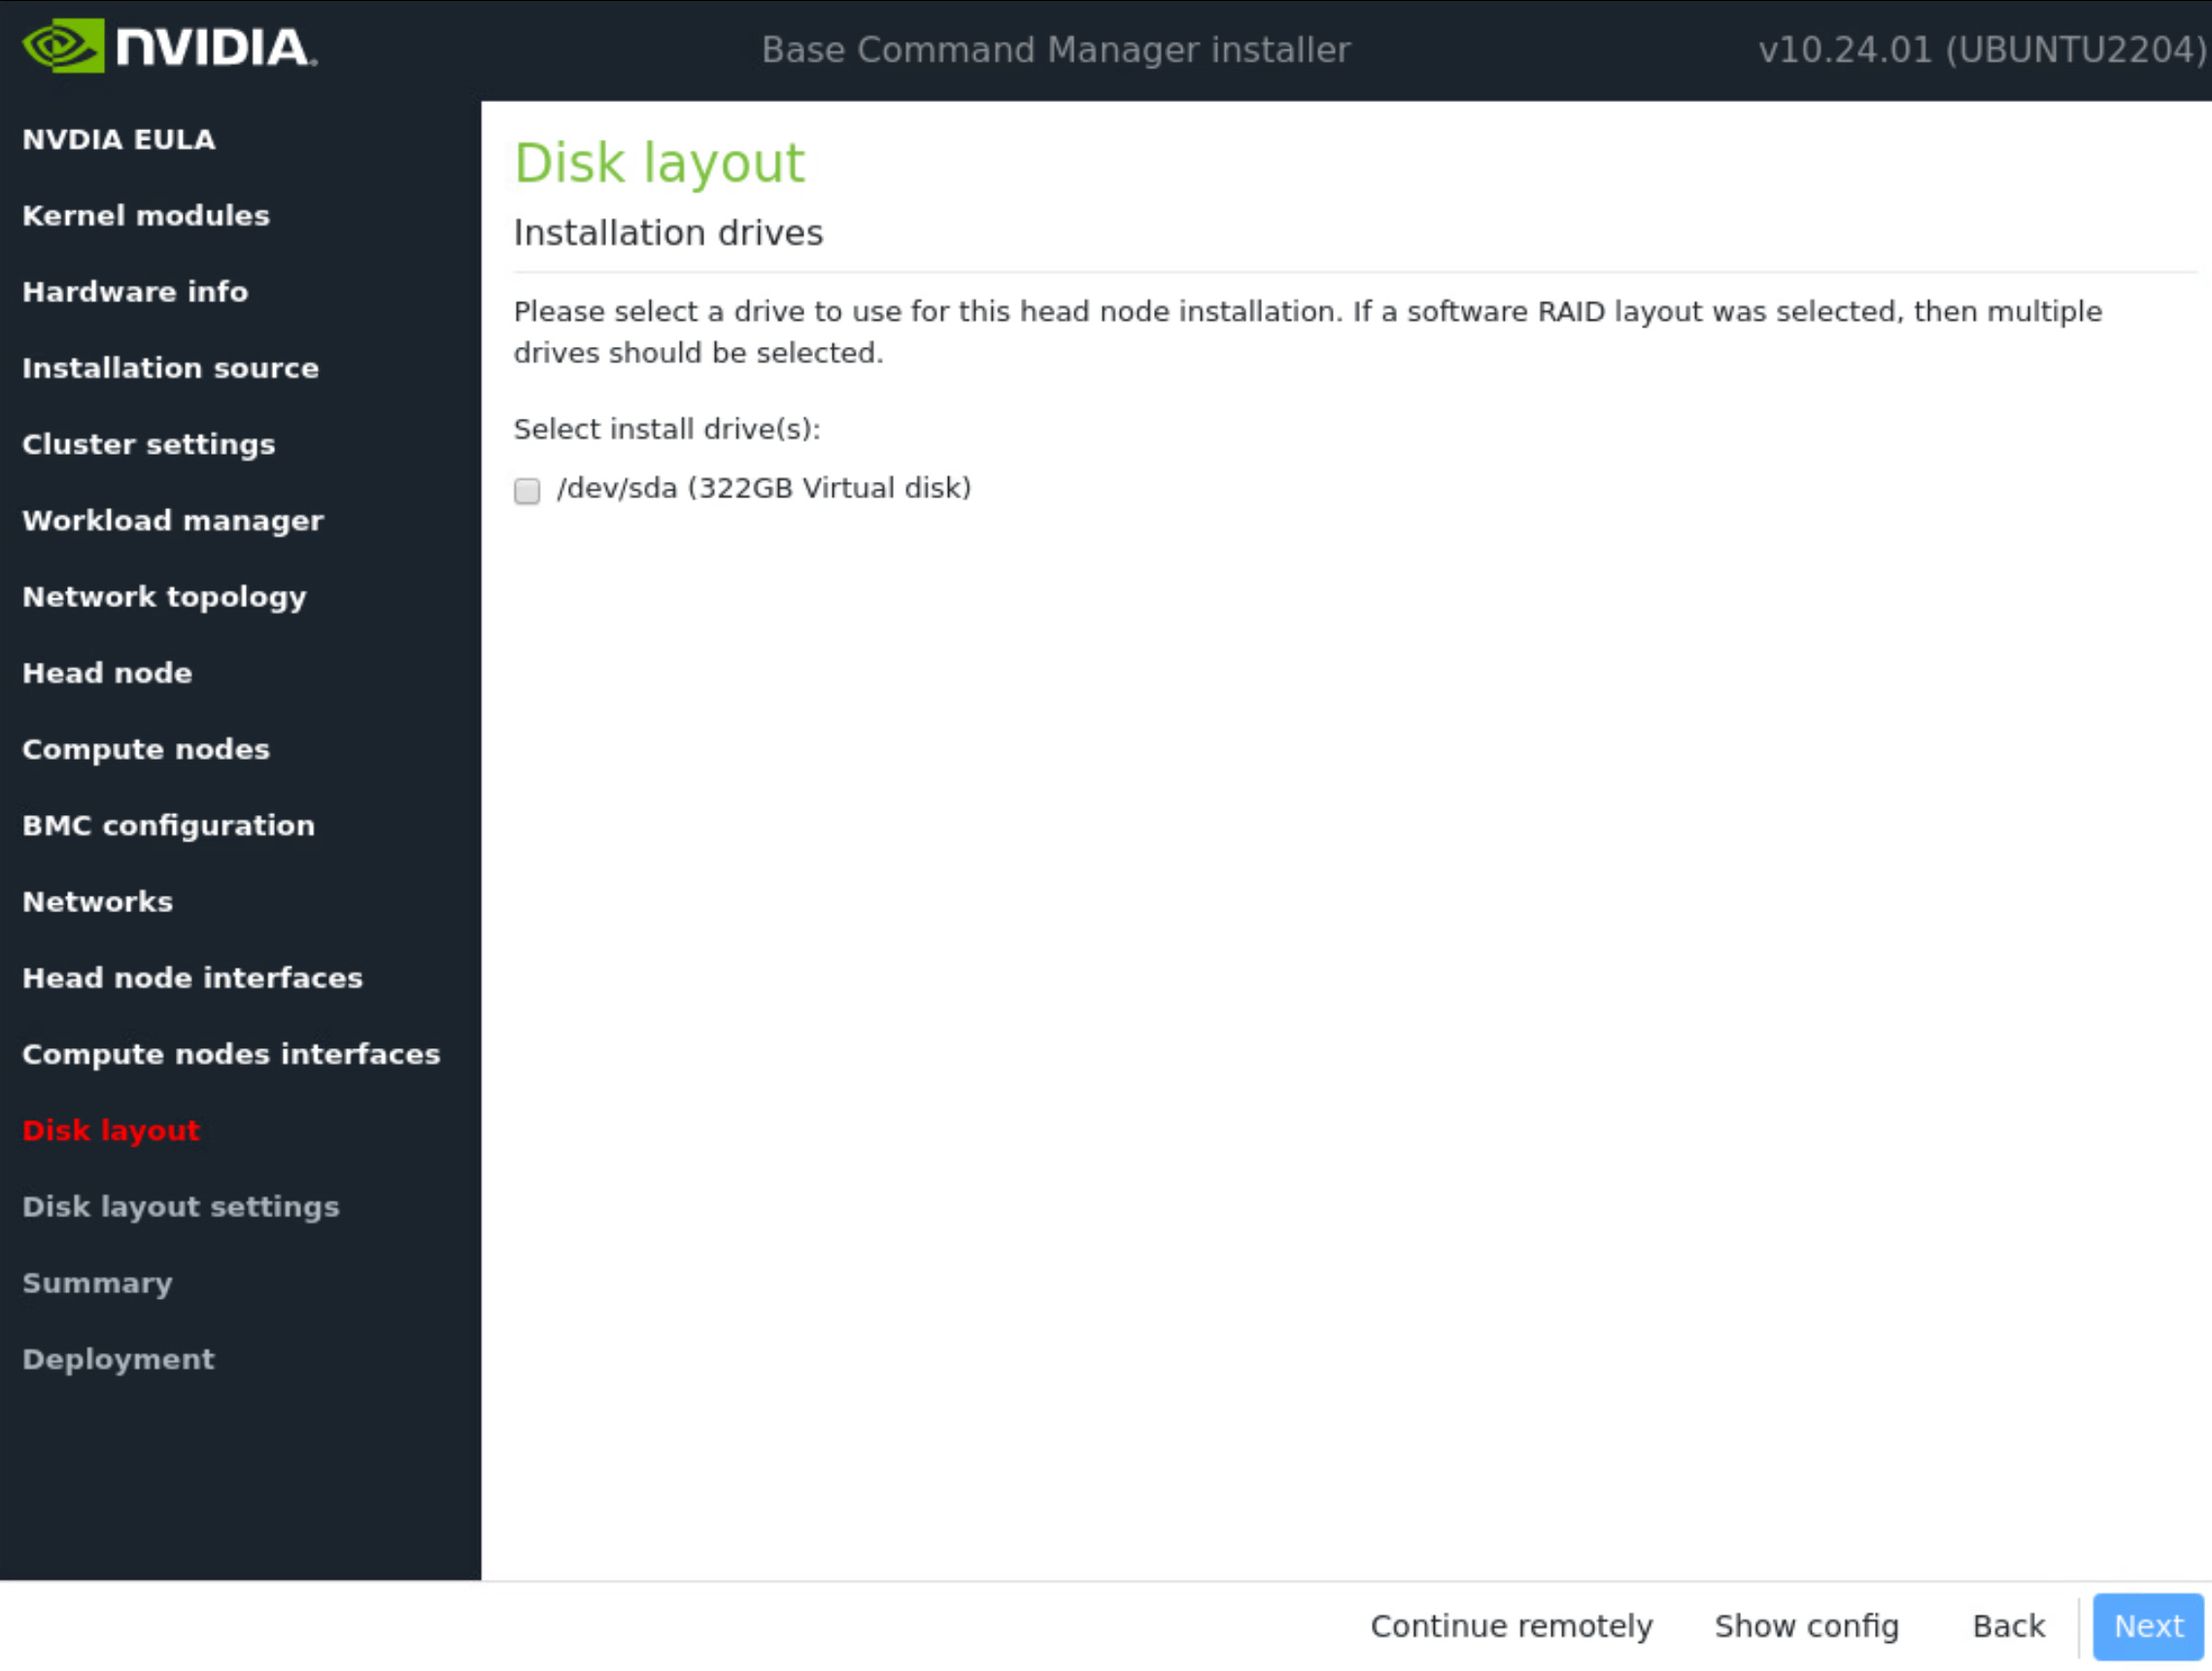 NVIDIA.
Base Command Manager installer
v10.24.01 (UBUNTU2204)
NVDIA EULA
Kernel modules
Hardware info
Installation source
Cluster settings
Workload manager
Network topology
Head node
Compute nodes
BMC configuration
Networks
Head node interfaces
Compute nodes interfaces
Disk layout
Disk layout settings
Summary
Deployment
Disk layout
Installation drives
Please select a drive to use for this head node installation. If a software RAID layout was selected, then multiple
drives should be selected.
Select install drive(s):
/dev/sda (322GB Virtual disk)
Continue remotely
Show config
Back
Next